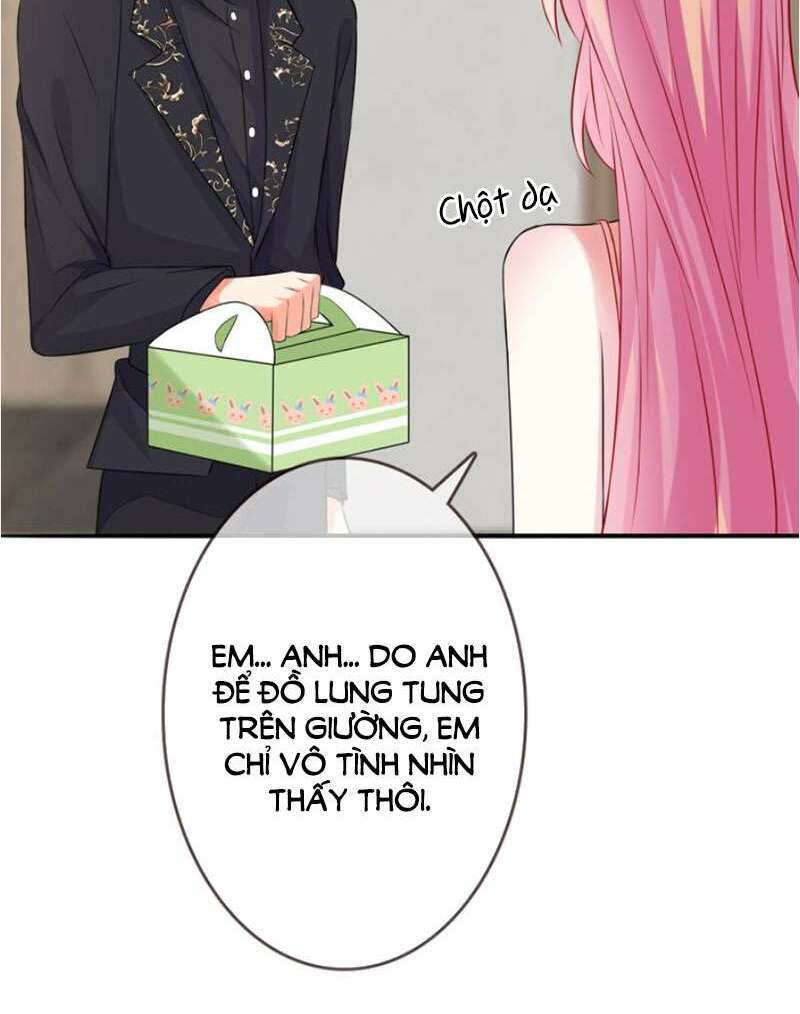 Chột dạ
EM... ANH... DO ANH
ĐỂ ĐỒ LUNG TUNG
TRÊN GIƯỜNG, EM
CHỈ VÔ TÌNH NHÌN
THẤY THÔI.